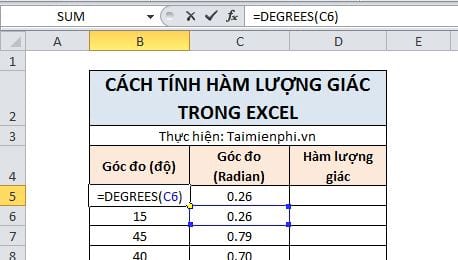 SUM fx =DEGREES(C6)
A B C D
1
2 CÁCH TÍNH HÀM LƯỢNG GIÁC
TRONG EXCEL
3 Thực hiện: Taimienphi.vn
4 Góc đo (độ) Góc đo (Radian) Hàm lượng giác
5 =DEGREES(C6) 0.26
6 15 0.26
7 45 0.79
8 40 0.70